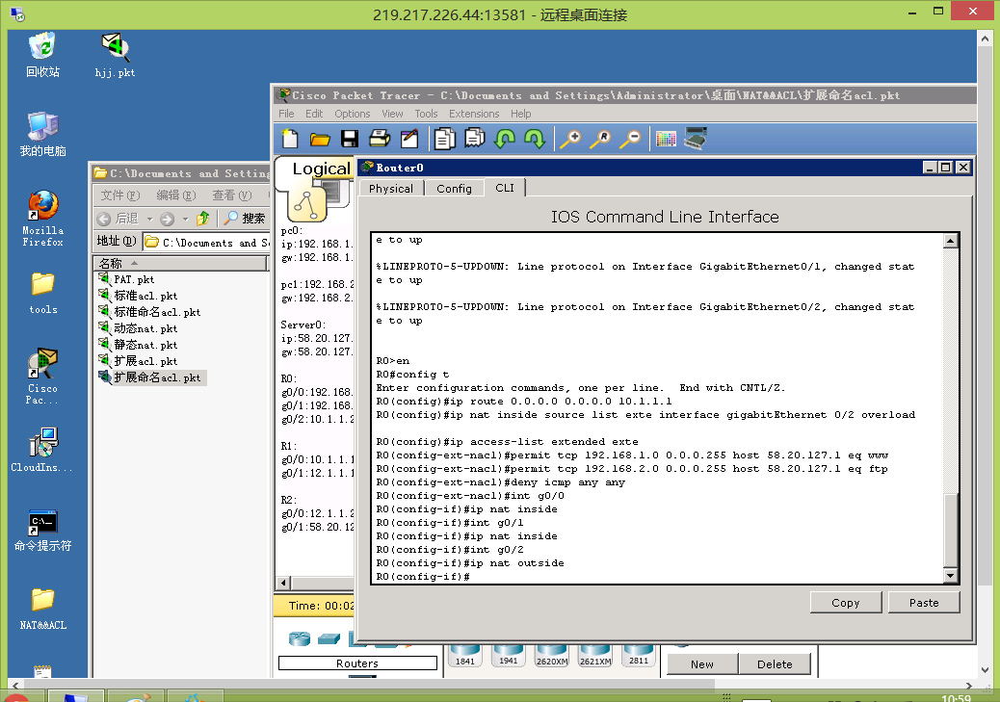 219.217.226.44:13581 - 远程桌面连接
回收站
hjj.pkt
我的电脑
Mozilla
Firefox
tools
Cisco
Pac...
CloudIns...
命令提示符
NAT&&ACL
C:\Documents and Setting
文件(F) 编辑(E) 查看(V)
后退 搜索
地址(D) C:\Documents and Se
名称
PAT.pkt
标准acl.pkt
标准命名acl.pkt
动态nat.pkt
静态nat.pkt
扩展acl.pkt
扩展命名acl.pkt
Cisco Packet Tracer - C:\Documents and Settings\Administrator\桌面\NAT&&ACL\扩展命名acl.pkt
File Edit Options View Tools Extensions Help
Logical
pc0:
ip:192.168.1.
gw:192.168.1.
pc1:192.168.2
gw:192.168.2.
Server0:
ip:58.20.127.
gw:58.20.127.
R0:
g0/0:192.168.
g0/1:192.168.
g0/2:10.1.1.2
R1:
g0/0:10.1.1.1
g0/1:12.1.1.1
R2:
g0/0:12.1.1.2
g0/1:58.20.12
Time: 00:02
Routers
1841 1941 2620XM 2621XM 2811
New Delete
Router0
Physical Config CLI
IOS Command Line Interface
e to up
%LINEPROTO-5-UPDOWN: Line protocol on Interface GigabitEthernet0/1, changed stat
e to up
%LINEPROTO-5-UPDOWN: Line protocol on Interface GigabitEthernet0/2, changed stat
e to up
R0>en
R0#config t
Enter configuration commands, one per line.  End with CNTL/Z.
R0(config)#ip route 0.0.0.0 0.0.0.0 10.1.1.1
R0(config)#ip nat inside source list exte interface gigabitEthernet 0/2 overload
R0(config)#ip access-list extended exte
R0(config-ext-nacl)#permit tcp 192.168.1.0 0.0.0.255 host 58.20.127.1 eq www
R0(config-ext-nacl)#permit tcp 192.168.2.0 0.0.0.255 host 58.20.127.1 eq ftp
R0(config-ext-nacl)#deny icmp any any
R0(config-ext-nacl)#int g0/0
R0(config-if)#ip nat inside
R0(config-if)#int g0/1
R0(config-if)#ip nat inside
R0(config-if)#int g0/2
R0(config-if)#ip nat outside
R0(config-if)#
Copy Paste
10:59